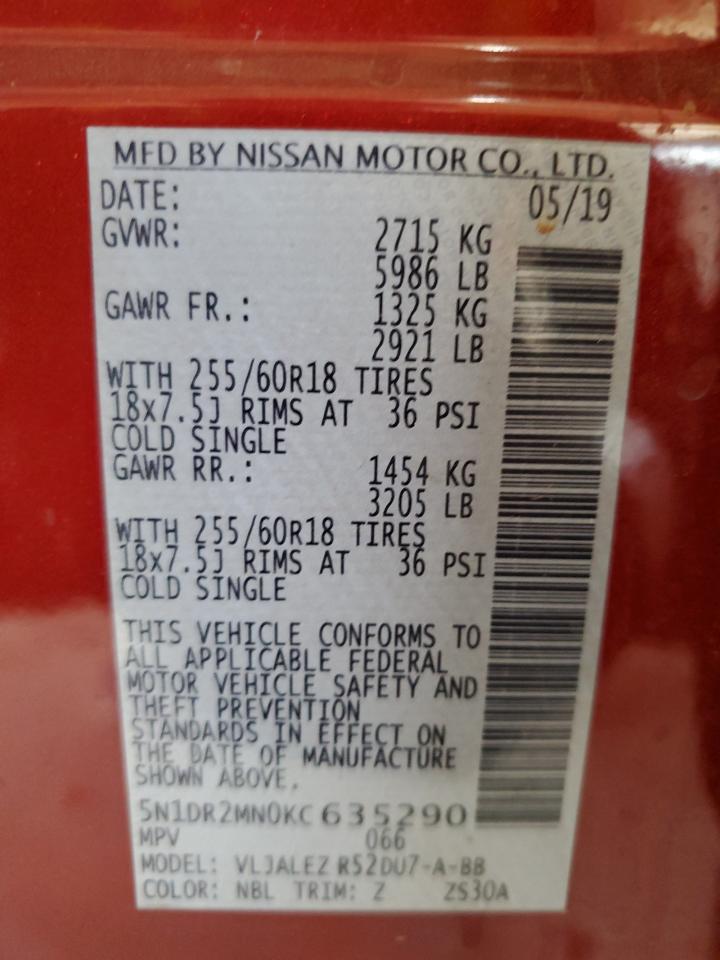 MFD BY NISSAN MOTOR CO., LTD.
DATE: 05/19
GVWR: 2715 KG
5986 LB
GAWR FR.: 1325 KG
2921 LB
WITH 255/60R18 TIRES
18x7.5J RIMS AT 36 PSI
COLD SINGLE
GAWR RR.: 1454 KG
3205 LB
WITH 255/60R18 TIRES
18x7.5J RIMS AT 36 PSI
COLD SINGLE
THIS VEHICLE CONFORMS TO
ALL APPLICABLE FEDERAL
MOTOR VEHICLE SAFETY AND
THEFT PREVENTION
STANDARDS IN EFFECT ON
THE DATE OF MANUFACTURE
SHOWN ABOVE.
5N1DR2MN0KC635290
MPV 066
MODEL: VLJALEZ R52DU7-A-BB
COLOR: NBL TRIM: Z ZS30A